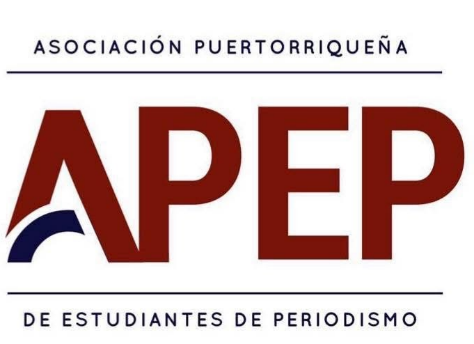 ASOCIACIÓN PUERTORRIQUEÑA
APEP
DE ESTUDIANTES DE PERIODISMO